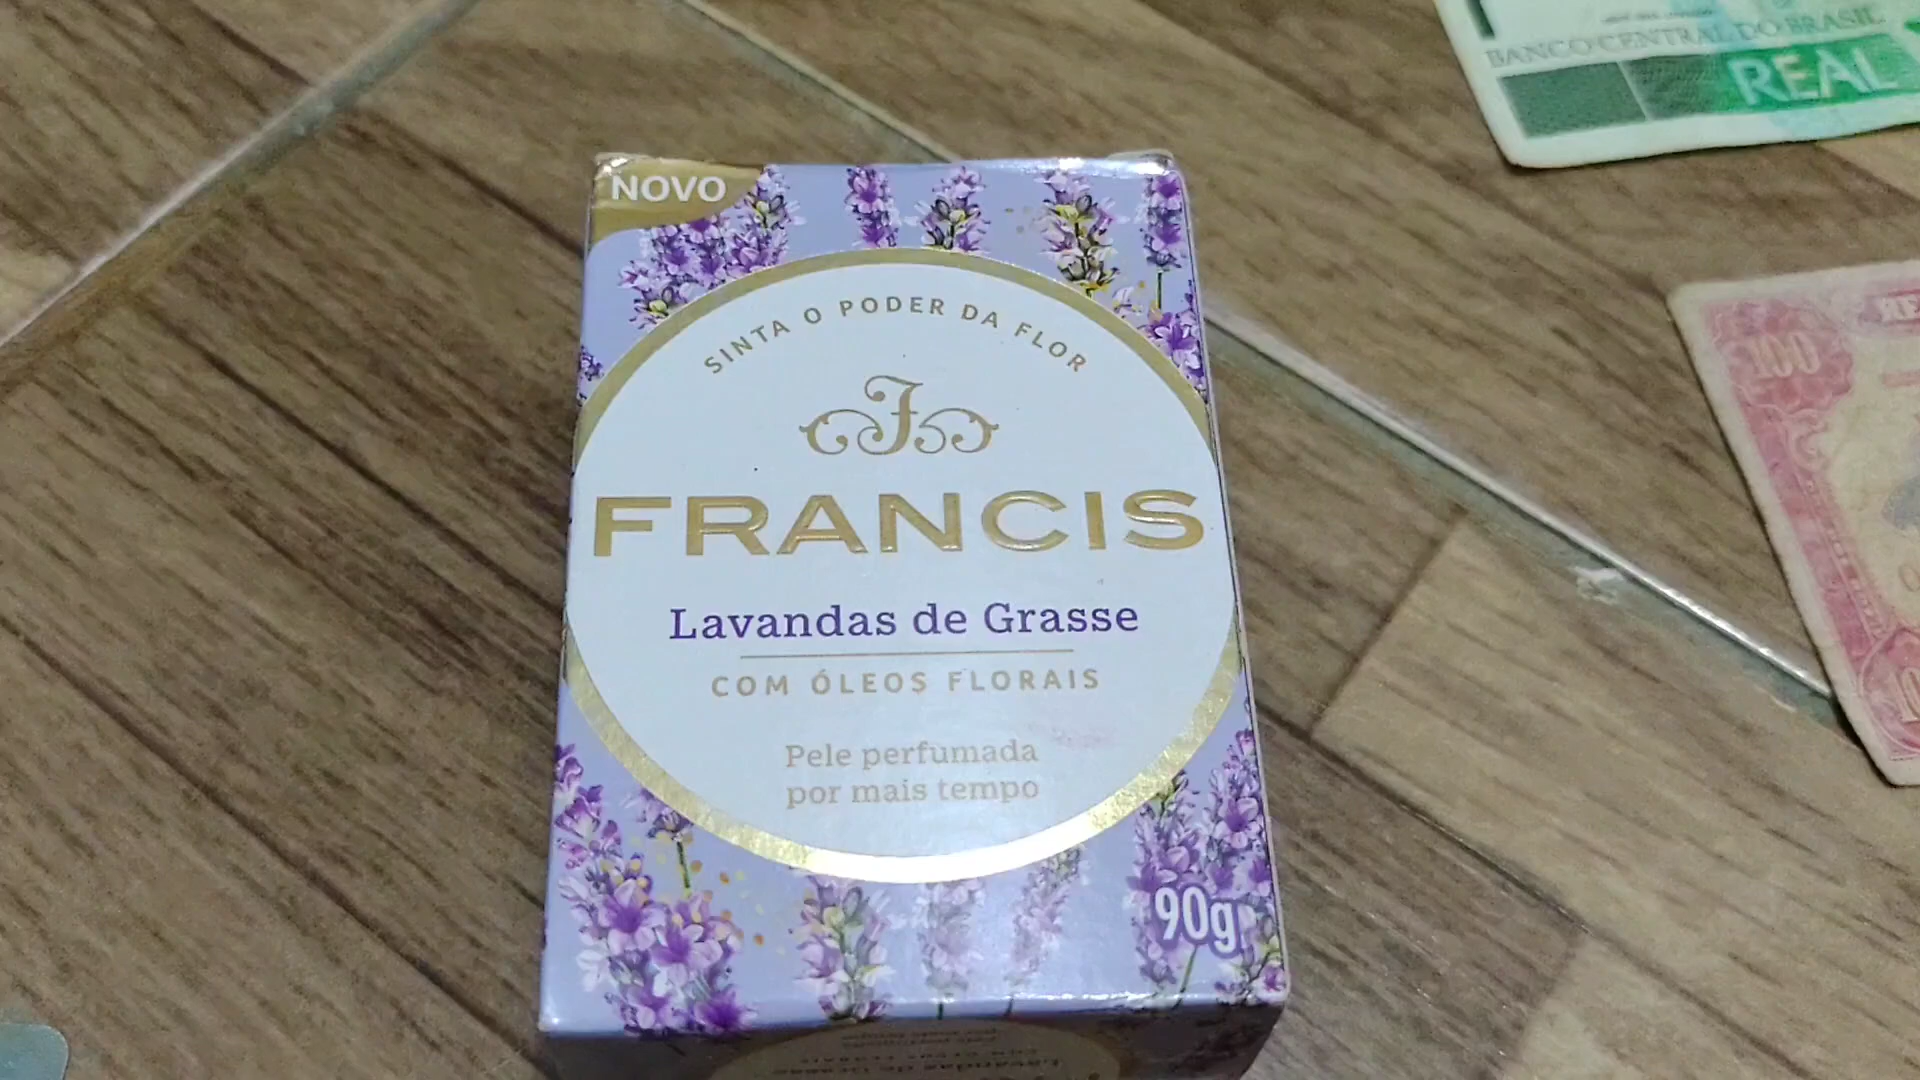 BANCO CENTRAL DO BRASIL
REAL
NOVO
SINTA O PODER DA FLOR
FRANCIS
Lavandas de Grasse
COM ÓLEOS FLORAIS
Pele perfumada
por mais tempo
90g
100